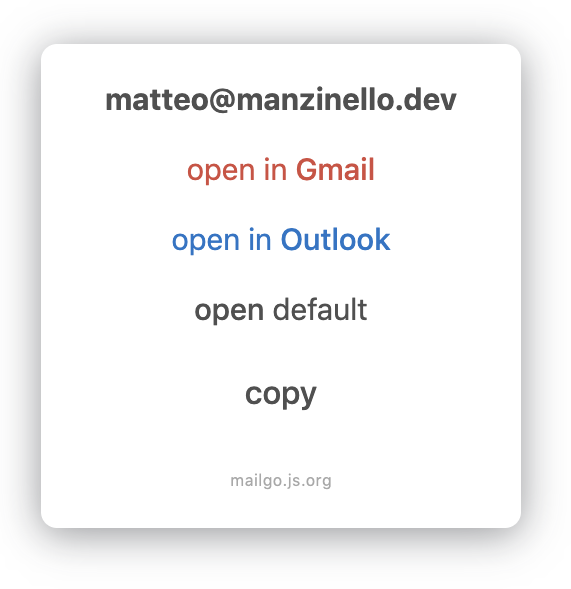 matteo@manzinello.dev
open in Gmail
open in Outlook
open default
copy
mailgo.js.org